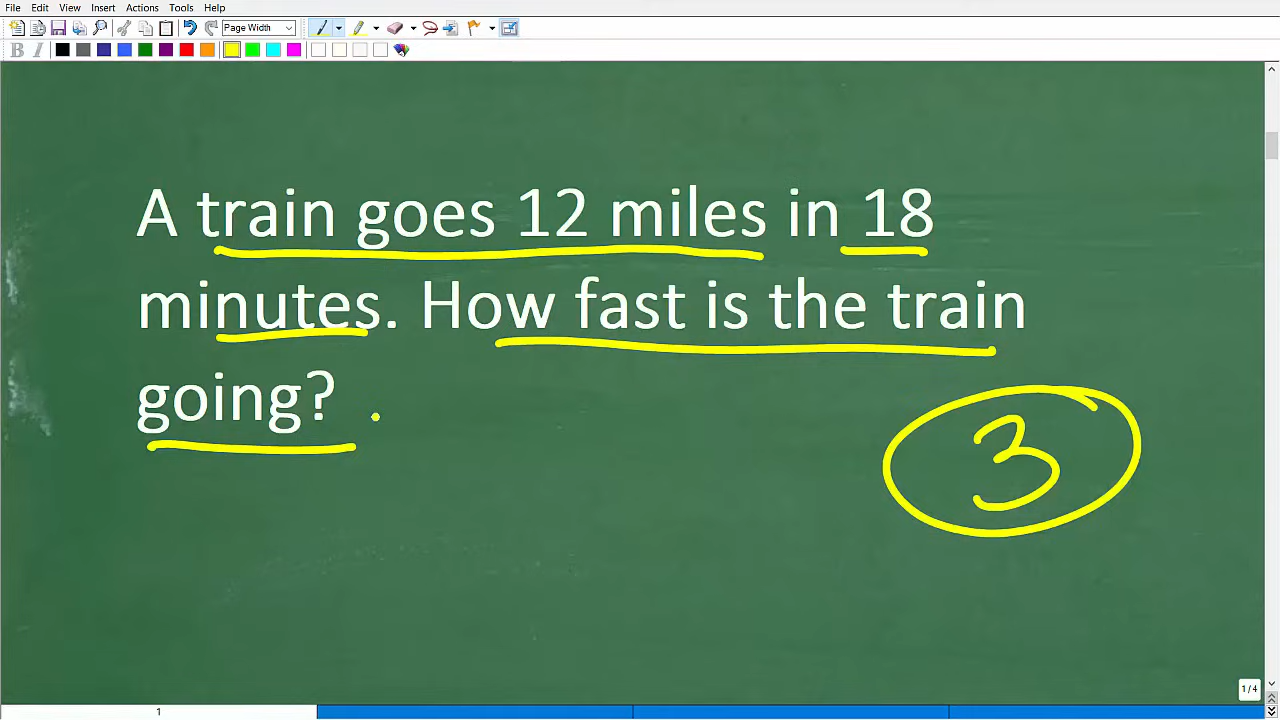 File Edit View Insert Actions Tools Help
Page Width
B I
A train goes 12 miles in 18
minutes. How fast is the train
going?
3
1/4
1